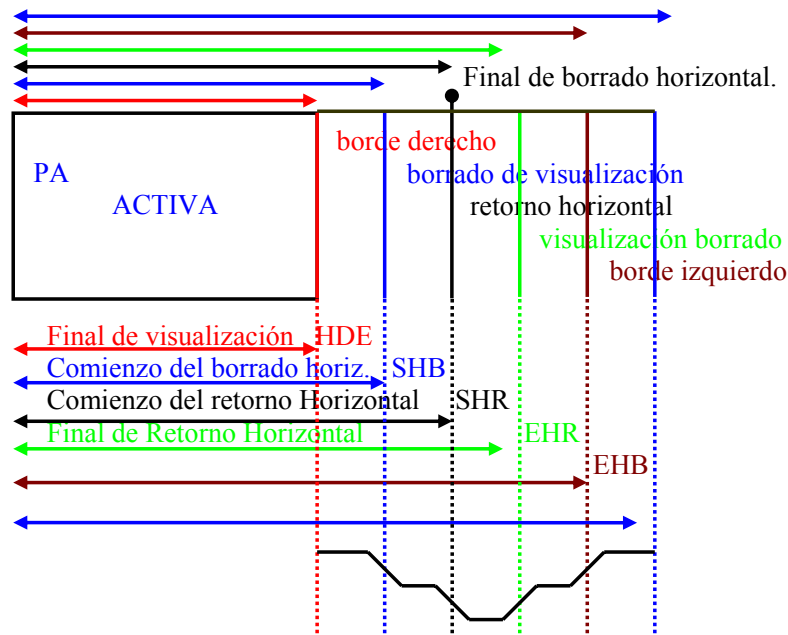 Final de borrado horizontal.
borde derecho
PA
borrado de visualización
ACTIVA
retorno horizontal
visualización borrado
borde izquierdo
Final de visualización HDE
Comienzo del borrado horiz. SHB
Comienzo del retorno Horizontal SHR
Final de Retorno Horizontal EHR
EHB